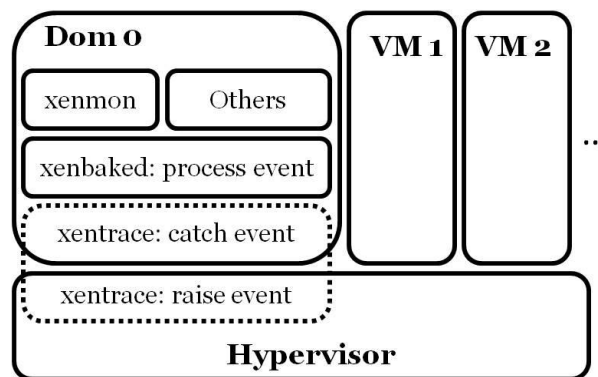 Dom 0
VM 1
VM 2
xenmon
Others
..
xenbaked: process event
xentrace: catch event
xentrace: raise event
Hypervisor